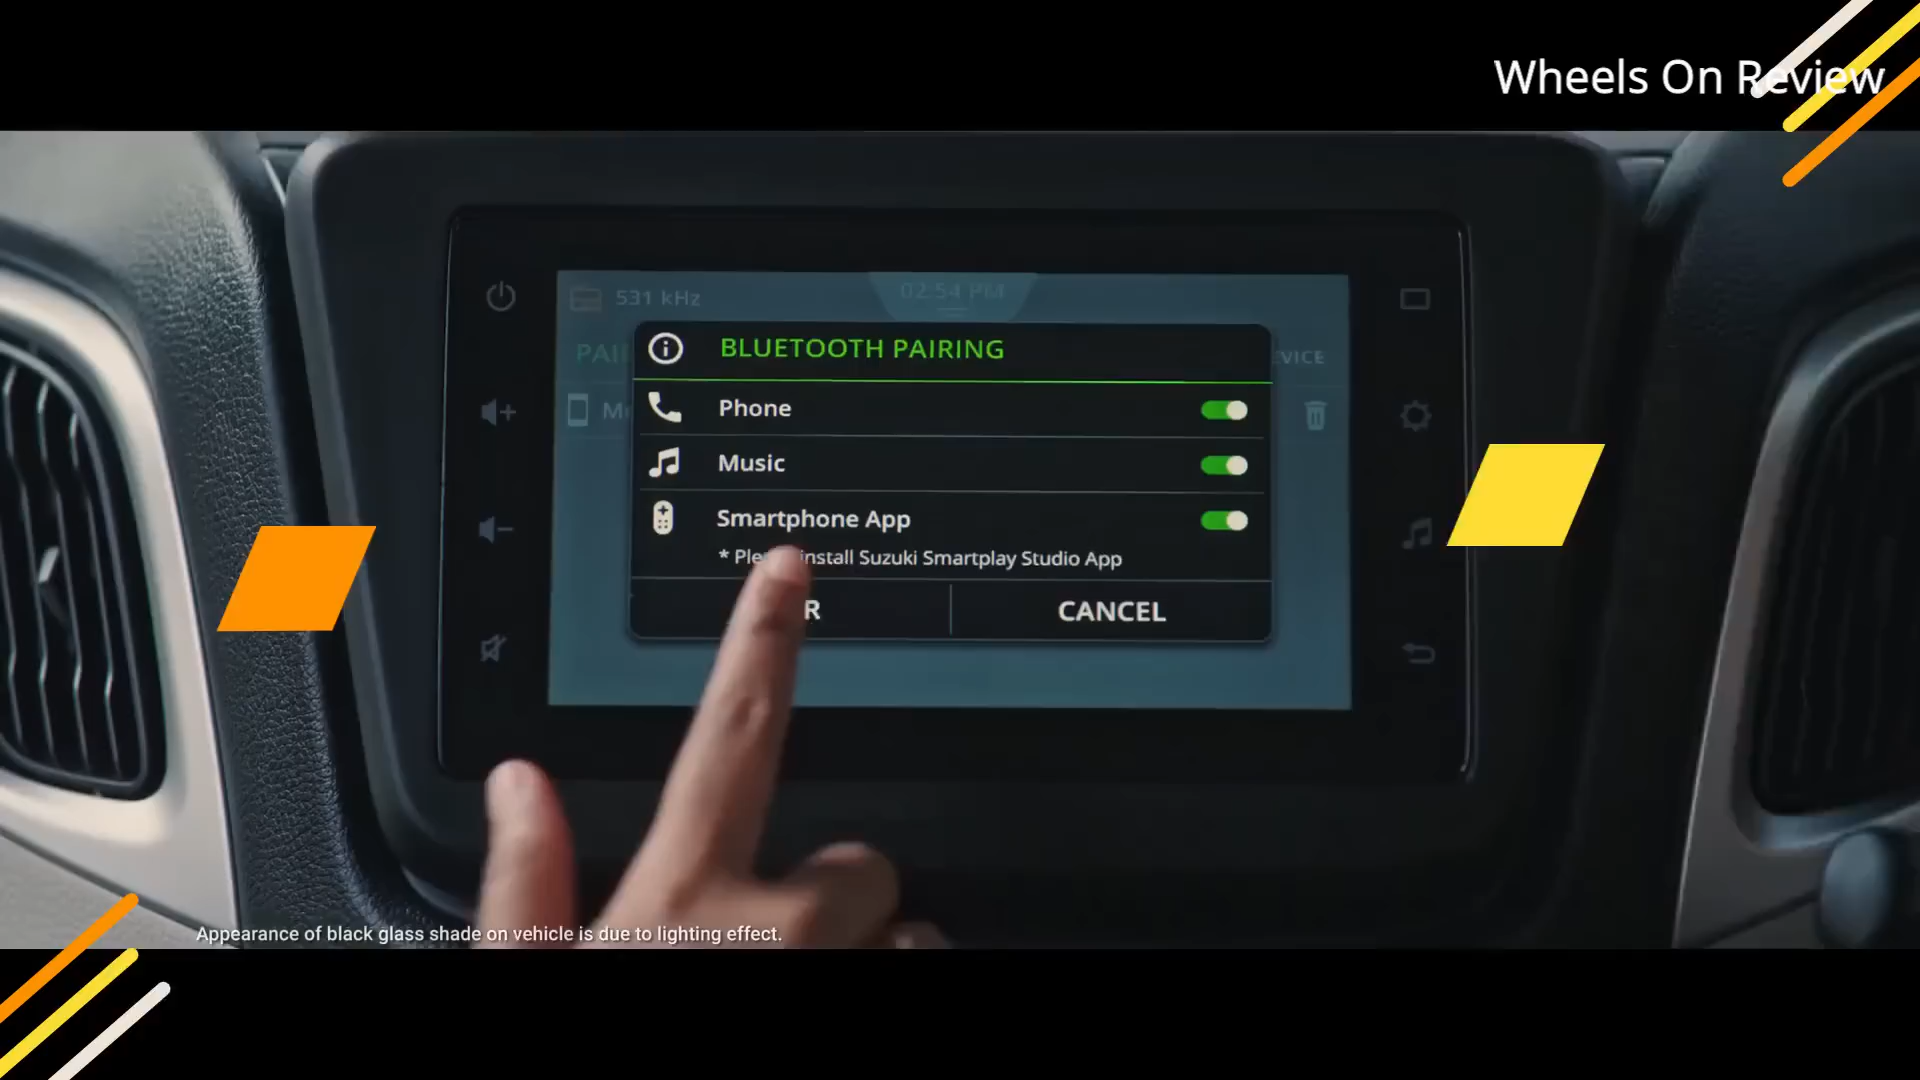 Wheels On Review
531 kHz
02:54 PM
BLUETOOTH PAIRING
Phone
Music
Smartphone App
* install Suzuki Smartplay Studio App
CANCEL
Appearance of black glass shade on vehicle is due to lighting effect.